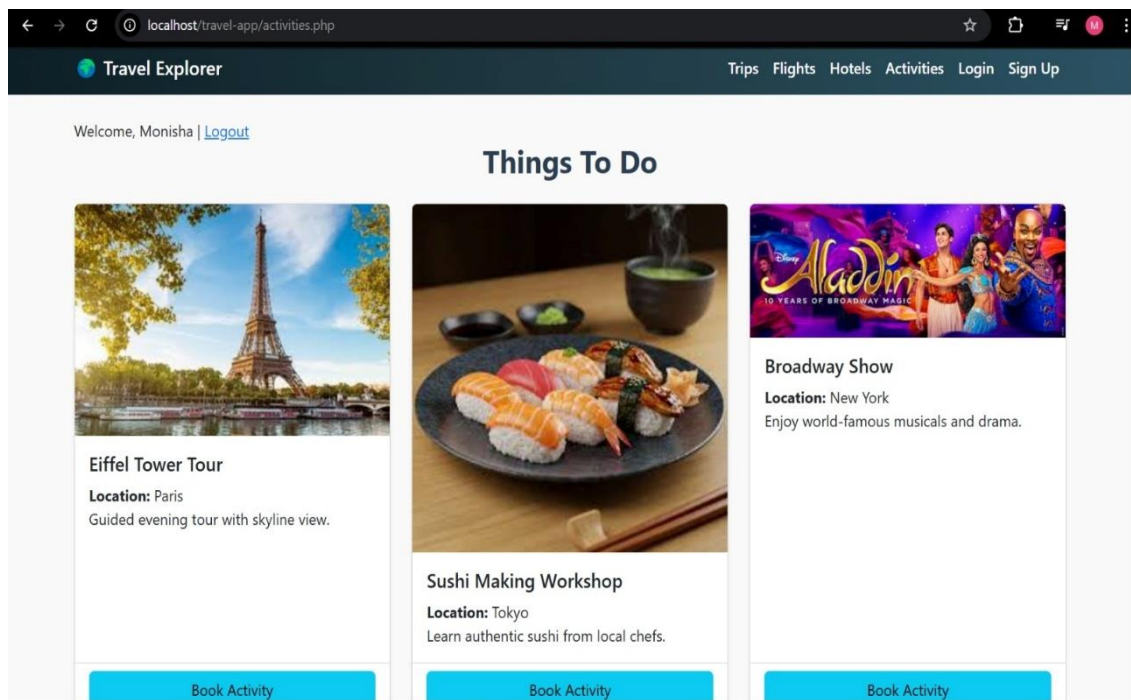 localhost/travel-app/activities.php
M
Travel Explorer
Trips Flights Hotels Activities Login Sign Up
Welcome, Monisha | Logout
Things To Do
Disney
Aladdin
10 YEARS OF BROADWAY MAGIC
Eiffel Tower Tour
Location: Paris
Guided evening tour with skyline view.
Book Activity
Sushi Making Workshop
Location: Tokyo
Learn authentic sushi from local chefs.
Book Activity
Broadway Show
Location: New York
Enjoy world-famous musicals and drama.
Book Activity